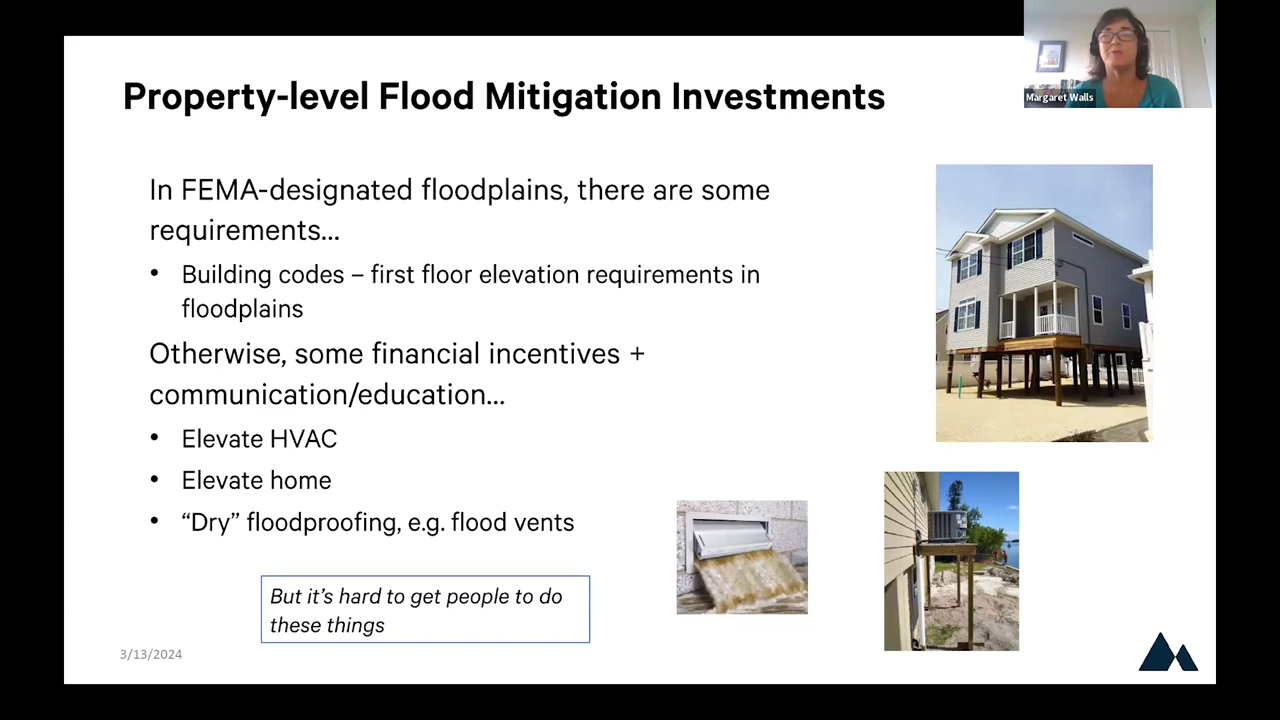 Margaret Walls
Property-level Flood Mitigation Investments
In FEMA-designated floodplains, there are some
requirements...
• Building codes – first floor elevation requirements in
floodplains
Otherwise, some financial incentives +
communication/education...
• Elevate HVAC
• Elevate home
• “Dry” floodproofing, e.g. flood vents
But it’s hard to get people to do
these things
3/13/2024